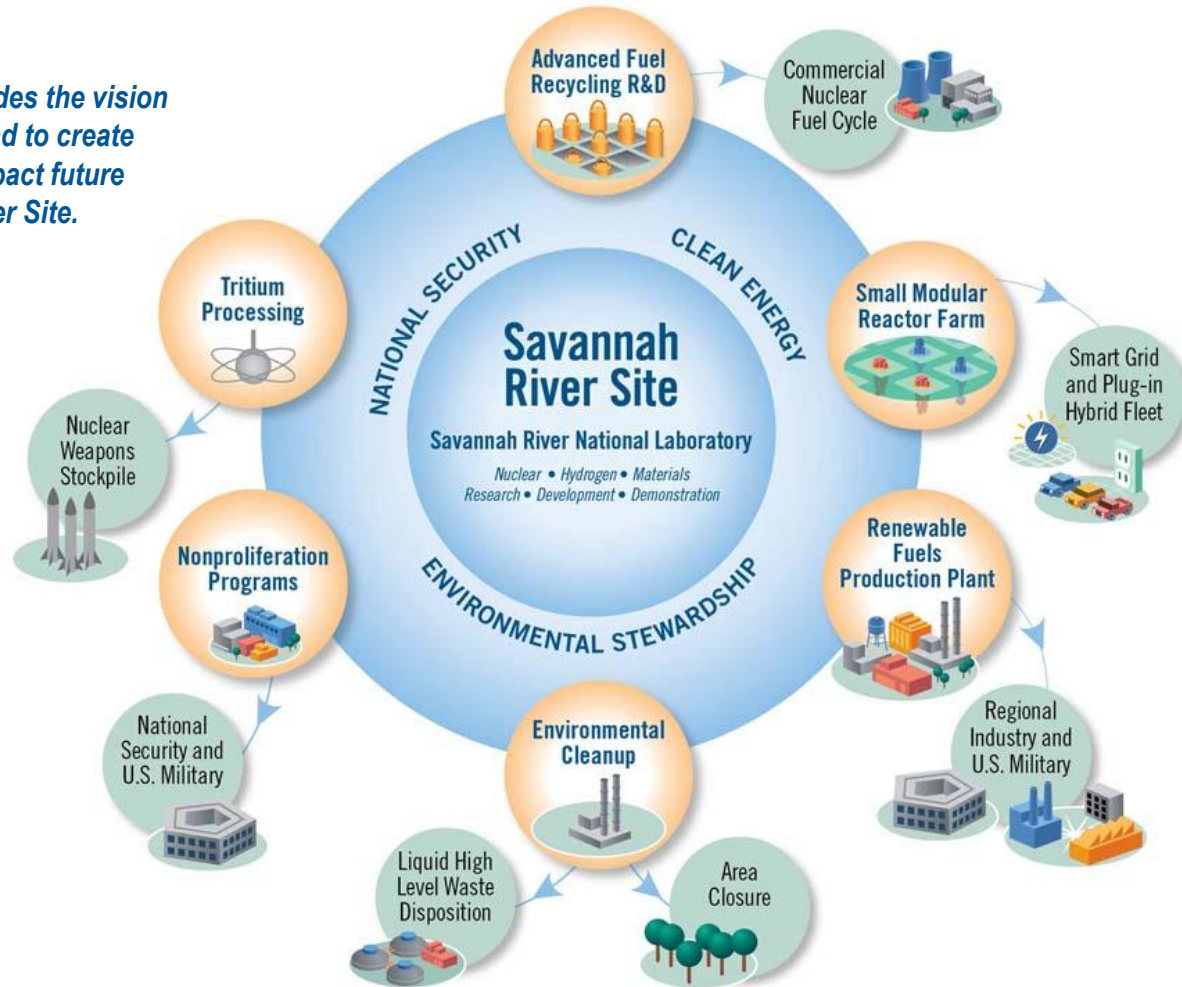 des the vision
d to create
pact future
er Site.
Advanced Fuel
Recycling R&D
Commercial
Nuclear
Fuel Cycle
NATIONAL SECURITY
CLEAN ENERGY
Tritium
Processing
Small Modular
Reactor Farm
Savannah
River Site
Savannah River National Laboratory
Nuclear • Hydrogen • Materials
Research • Development • Demonstration
Smart Grid
and Plug-in
Hybrid Fleet
Nuclear
Weapons
Stockpile
Nonproliferation
Programs
Renewable
Fuels
Production Plant
ENVIRONMENTAL STEWARDSHIP
National
Security and
U.S. Military
Environmental
Cleanup
Regional
Industry and
U.S. Military
Liquid High
Level Waste
Disposition
Area
Closure